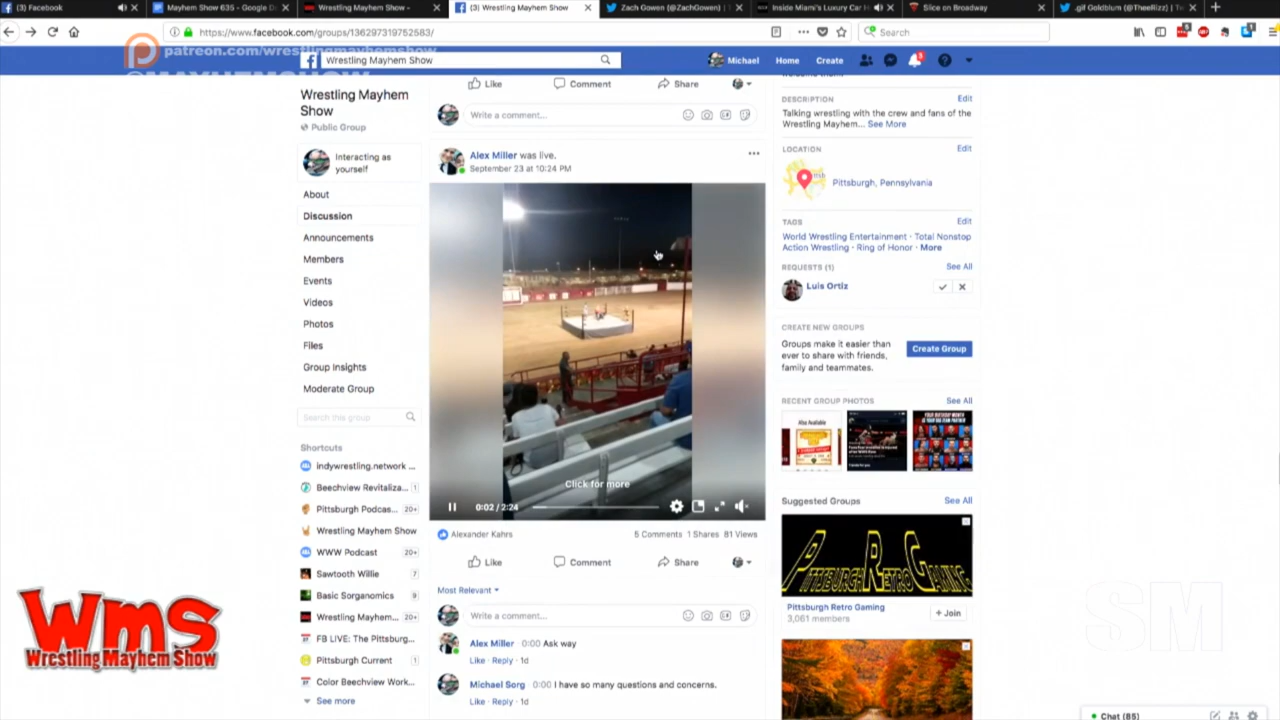 (3) Facebook
Mayhem Show 635 - Google D
Wrestling Mayhem Show -
(3) Wrestling Mayhem Show
Zach Gowen (@ZachGowen) | T
Inside Miami's Luxury Car H
Slice on Broadway
.gif Goldblum (@TheeRizz) | Tw
https://www.facebook.com/groups/136297319752583/
Search
patreon.com/wrestlingmayhemshow
@MAYHEMSHOW
Wrestling Mayhem Show
Michael
Home
Create
3
Wrestling Mayhem
Show
Public Group
Interacting as
yourself
About
Discussion
Announcements
Members
Events
Videos
Photos
Files
Group Insights
Moderate Group
Search this group
Shortcuts
indywrestling.network ...
Beechview Revitaliza... 1
Pittsburgh Podcas... 20+
Wrestling Mayhem Show
WWW Podcast 20+
Sawtooth Willie 7
Basic Sorganomics 9
Wrestling Mayhem... 20+
FB LIVE: The Pittsburg...
Pittsburgh Current 1
Color Beechview Work...
See more
Like Comment Share
Write a comment...
Alex Miller was live.
September 23 at 10:24 PM
Click for more
0:02 / 2:24
Alexander Kahrs
5 Comments 1 Shares 81 Views
Like Comment Share
Most Relevant
Write a comment...
Alex Miller 0:00 Ask way
Like · Reply · 1d
Michael Sorg 0:00 I have so many questions and concerns.
Like · Reply · 1d
DESCRIPTION Edit
Talking wrestling with the crew and fans of the
Wrestling Mayhem... See More
LOCATION Edit
Pittsburgh, Pennsylvania
TAGS Edit
World Wrestling Entertainment · Total Nonstop
Action Wrestling · Ring of Honor · More
REQUESTS (1) See All
Luis Ortiz
CREATE NEW GROUPS
Groups make it easier than
ever to share with friends,
family and teammates.
Create Group
RECENT GROUP PHOTOS See All
Also Available
Suggested Groups See All
PITTSBURGH RETRO GAMING
Pittsburgh Retro Gaming
3,061 members
+ Join
Chat (85)
wms
Wrestling Mayhem Show
SM